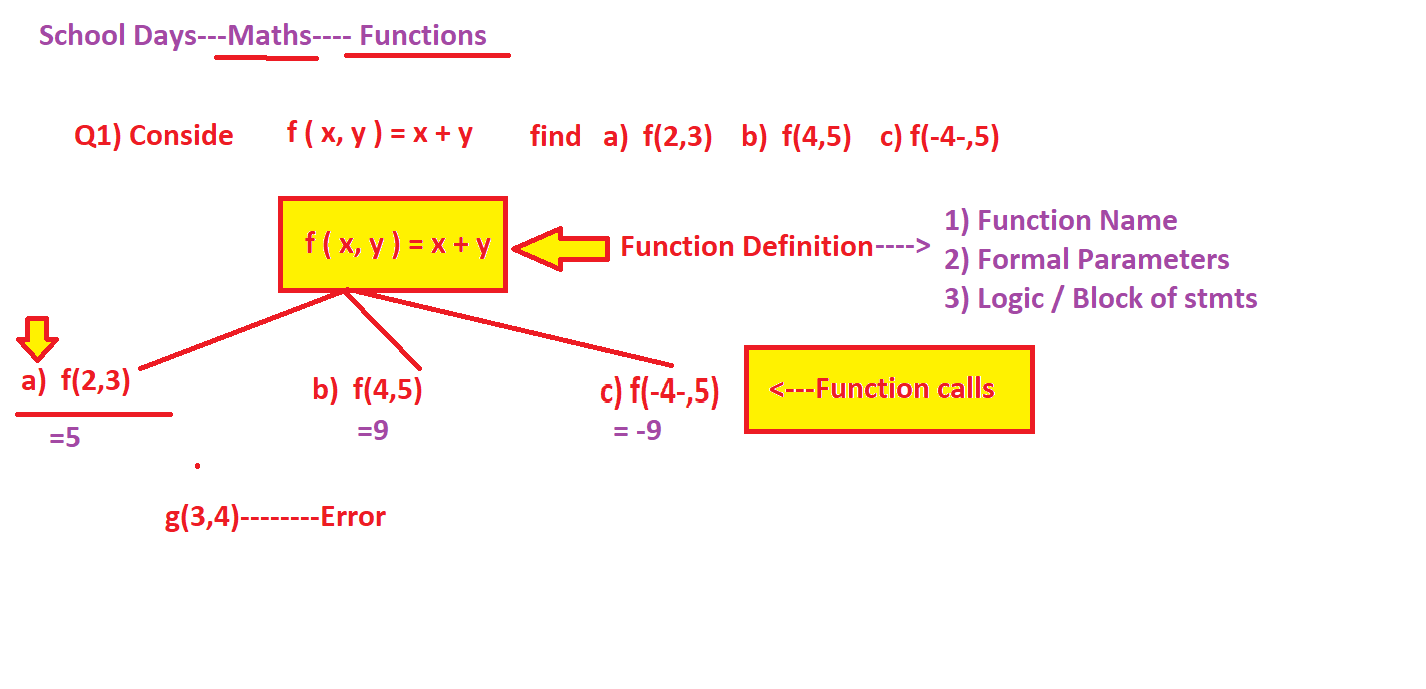 School Days---Maths---- Functions
Q1) Conside f ( x, y ) = x + y find a) f(2,3) b) f(4,5) c) f(-4-,5)
f ( x, y ) = x + y
Function Definition---->
1) Function Name
2) Formal Parameters
3) Logic / Block of stmts
a) f(2,3)
=5
b) f(4,5)
=9
c) f(-4-,5)
= -9
<---Function calls
g(3,4)--------Error